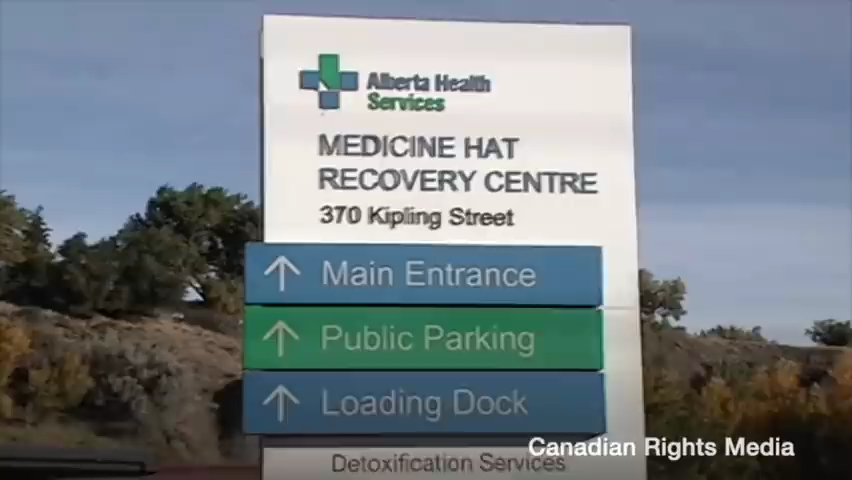 Alberta Health
Services
MEDICINE HAT
RECOVERY CENTRE
370 Kipling Street
↑ Main Entrance
↑ Public Parking
↑ Loading Dock
Detoxification Services
Canadian Rights Media